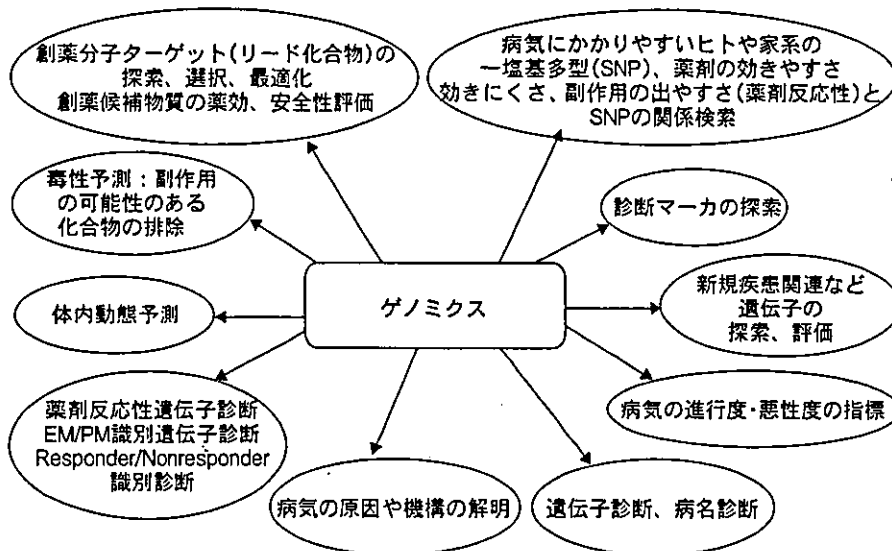 創薬分子ターゲット(リード化合物)の
探索、選択、最適化
創薬候補物質の薬効、安全性評価
病気にかかりやすいヒトや家系の
一塩基多型(SNP)、薬剤の効きやすさ
効きにくさ、副作用の出やすさ(薬剤反応性)と
SNPの関係検索
毒性予測：副作用
の可能性のある
化合物の排除
診断マーカの探索
ゲノミクス
体内動態予測
新規疾患関連など
遺伝子の
探索、評価
薬剤反応性遺伝子診断
EM/PM識別遺伝子診断
Responder/Nonresponder
識別診断
病気の進行度・悪性度の指標
病気の原因や機構の解明
遺伝子診断、病名診断